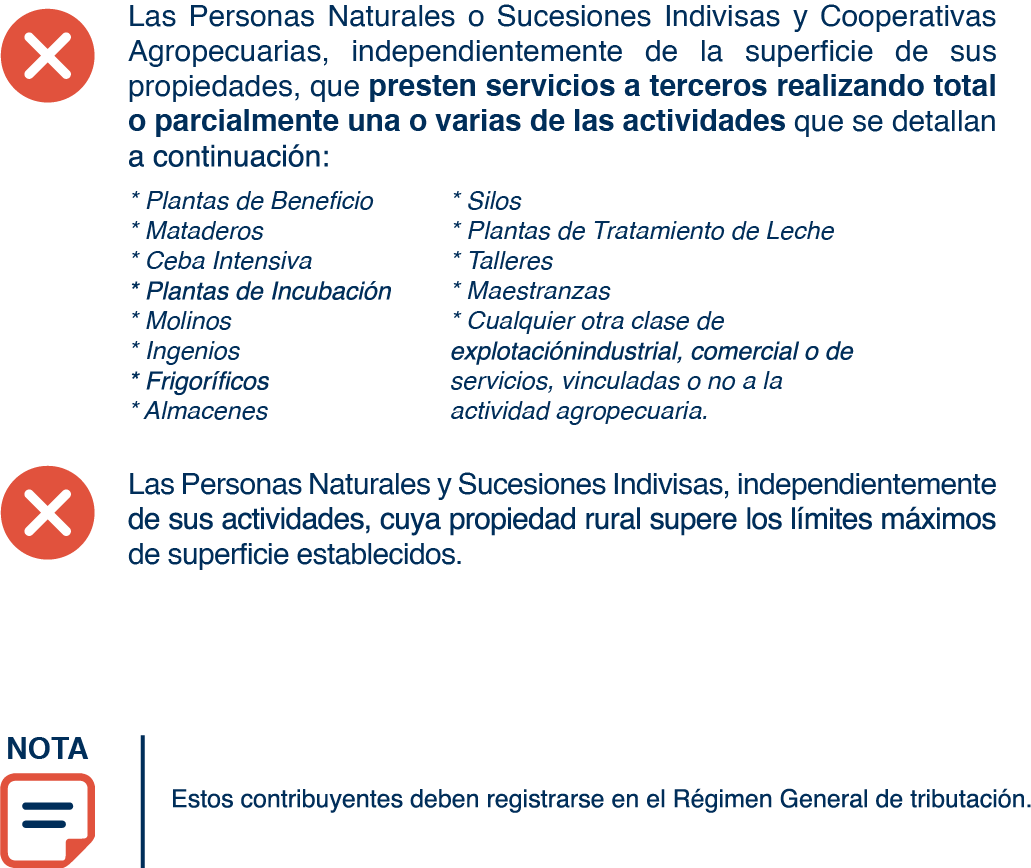 Las Personas Naturales o Sucesiones Indivisas y Cooperativas
Agropecuarias, independientemente de la superficie de sus
propiedades, que presten servicios a terceros realizando total
o parcialmente una o varias de las actividades que se detallan
a continuación:
* Plantas de Beneficio
* Mataderos
* Ceba Intensiva
* Plantas de Incubación
* Molinos
* Ingenios
* Frigoríficos
* Almacenes
* Silos
* Plantas de Tratamiento de Leche
* Talleres
* Maestranzas
* Cualquier otra clase de
explotaciónindustrial, comercial o de
servicios, vinculadas o no a la
actividad agropecuaria.
Las Personas Naturales y Sucesiones Indivisas, independientemente
de sus actividades, cuya propiedad rural supere los límites máximos
de superficie establecidos.
NOTA
Estos contribuyentes deben registrarse en el Régimen General de tributación.